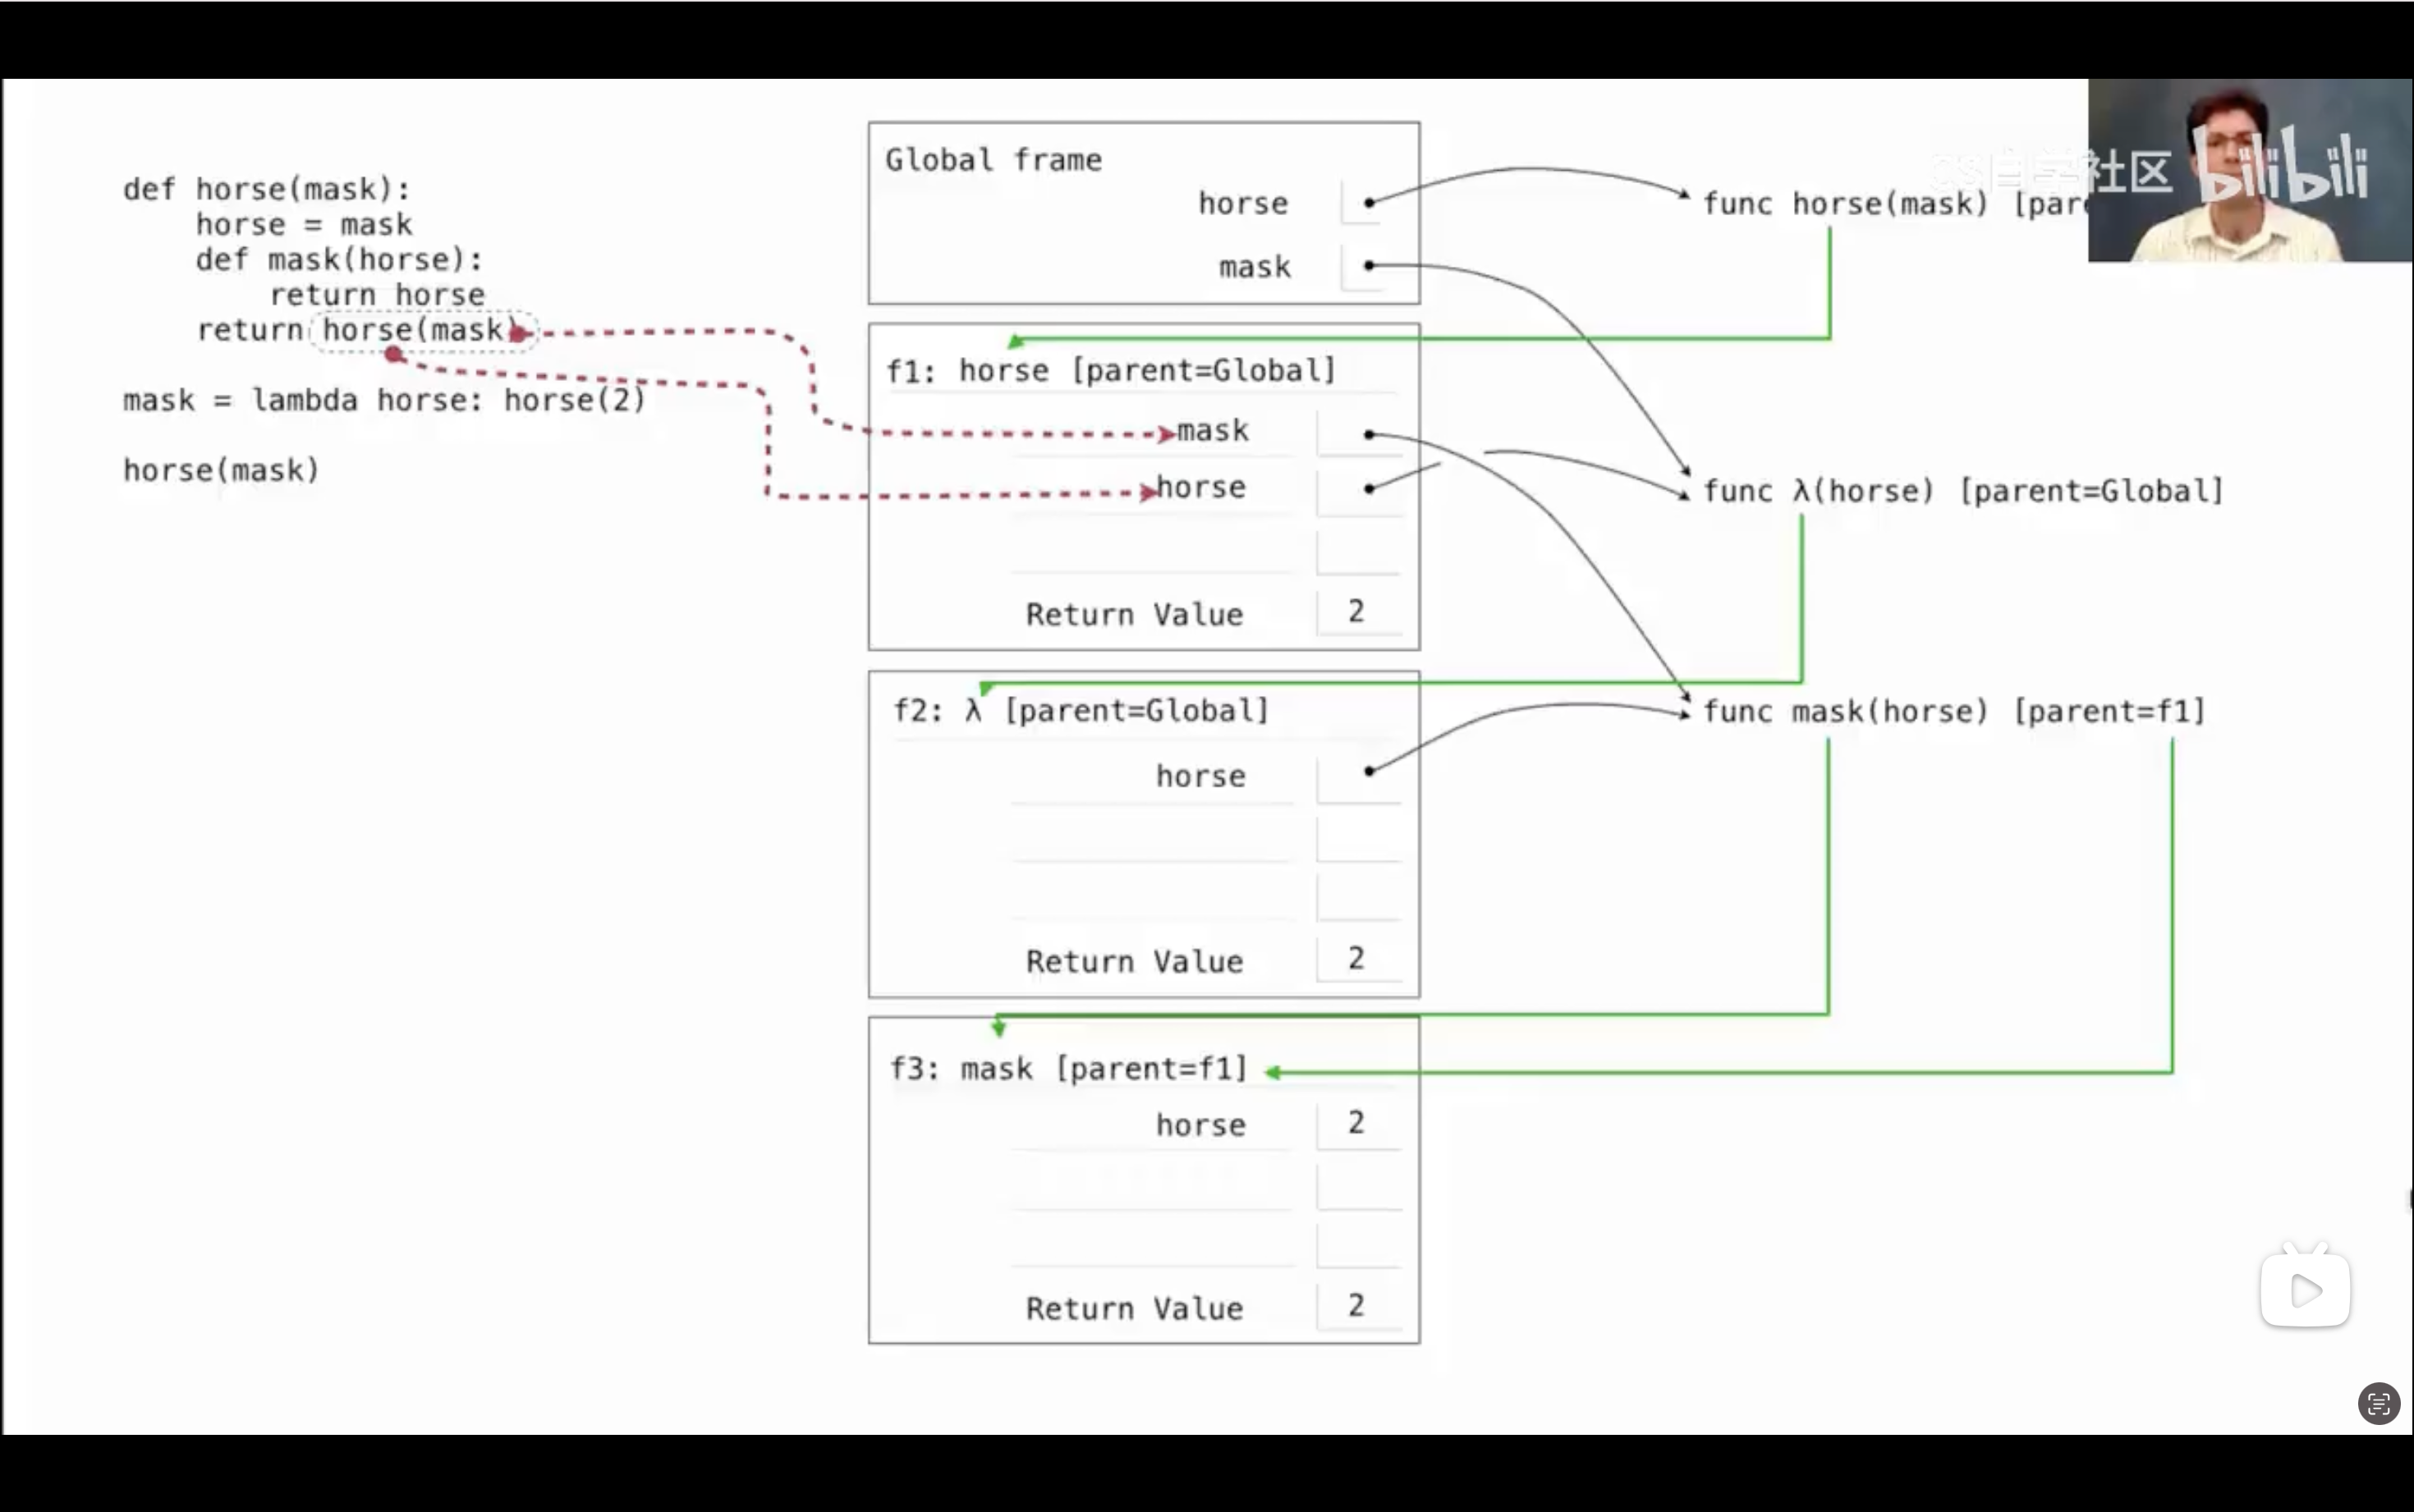 def horse(mask):
horse = mask
def mask(horse):
return horse
return horse(mask)
mask = lambda horse: horse(2)
horse(mask)
Global frame
horse
mask
f1: horse [parent=Global]
mask
horse
Return Value 2
f2: λ [parent=Global]
horse
Return Value 2
f3: mask [parent=f1]
horse 2
Return Value 2
func horse(mask) [pare
func λ(horse) [parent=Global]
func mask(horse) [parent=f1]
CS自学社区 bilibili